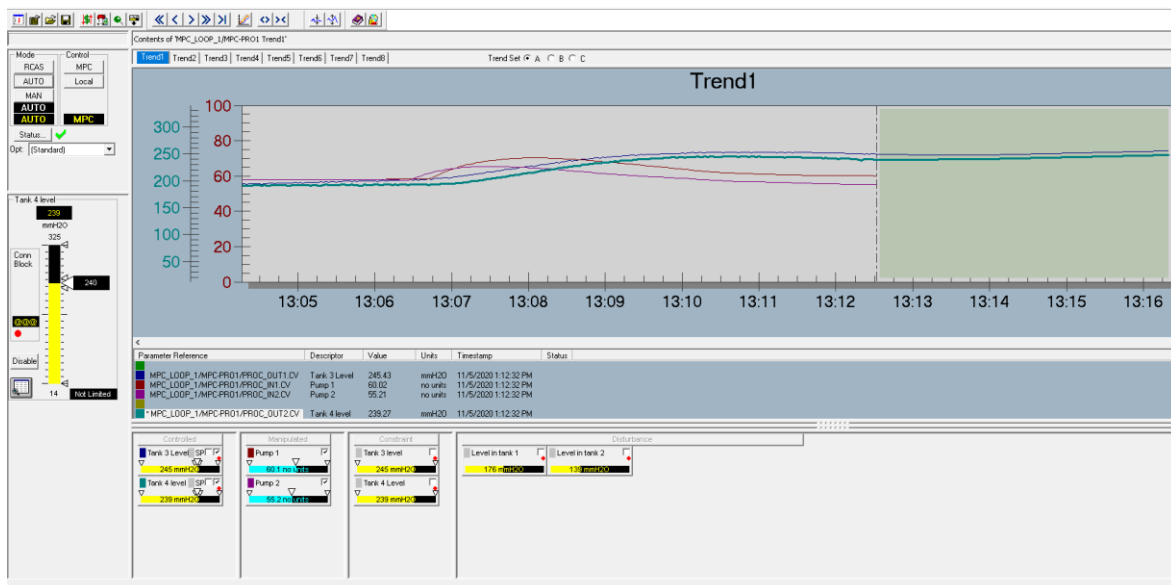 Contents of 'MPC_LOOP_1/MPC-PRO1 Trend1'
Mode Control
RCAS MPC
AUTO Local
MAN
AUTO
AUTO MPC
Status...
Opt: (Standard)
Trend1 Trend2 Trend3 Trend4 Trend5 Trend6 Trend7 Trend8 Trend Set A B C
Trend1
300
250
200
150
100
50
100
80
60
40
20
0
13:05 13:06 13:07 13:08 13:09 13:10 13:11 13:12 13:13 13:14 13:15 13:16
Tank 4 level
239
mmH2O
325
Conn
Block
240
@@@
Disable
14 Not Limited
Parameter Reference Descriptor Value Units Timestamp Status
MPC_LOOP_1/MPC-PRO1/PROC_OUT1.CV Tank 3 Level 245.43 mmH2O 11/5/2020 1:12:32 PM
MPC_LOOP_1/MPC-PRO1/PROC_IN1.CV Pump 1 60.02 no units 11/5/2020 1:12:32 PM
MPC_LOOP_1/MPC-PRO1/PROC_IN2.CV Pump 2 55.21 no units 11/5/2020 1:12:32 PM
*MPC_LOOP_1/MPC-PRO1/PROC_OUT2.CV Tank 4 level 239.27 mmH2O 11/5/2020 1:12:32 PM
Controlled Manipulated Constraint Disturbance
Tank 3 Level SP Pump 1 Tank 3 level Level in tank 1 Level in tank 2
245 mmH2O 60.1 no units 245 mmH2O 176 mmH2O 139 mmH2O
Tank 4 level SP Pump 2 Tank 4 Level
239 mmH2O 55.2 no units 239 mmH2O